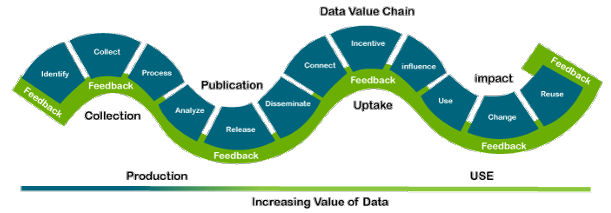 Data Value Chain
Identify
Collect
Process
Analyze
Release
Disseminate
Connect
Incentive
influence
Use
Change
Reuse
Feedback
Feedback
Feedback
Feedback
Feedback
Feedback
Collection
Publication
Uptake
impact
Production
USE
Increasing Value of Data